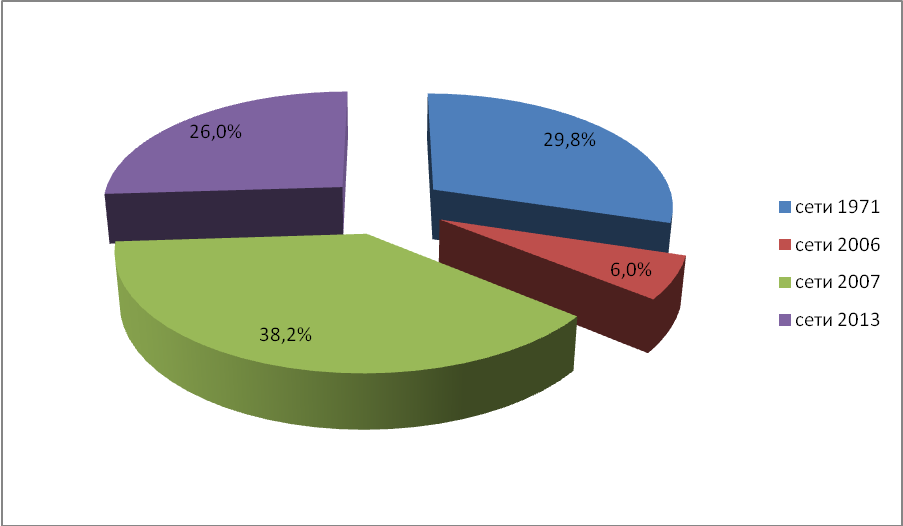 26,0%
29,8%
6,0%
38,2%
сети 1971
сети 2006
сети 2007
сети 2013